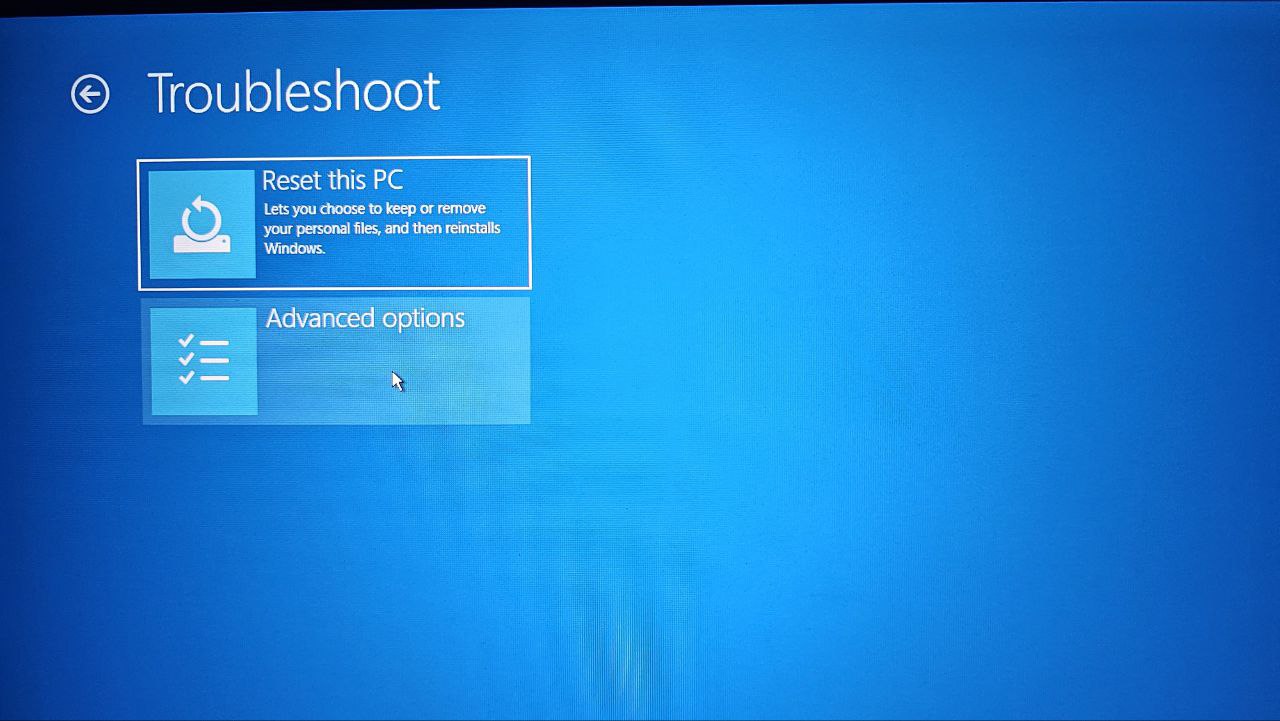 Troubleshoot
Reset this PC
Lets you choose to keep or remove
your personal files, and then reinstalls
Windows.
Advanced options